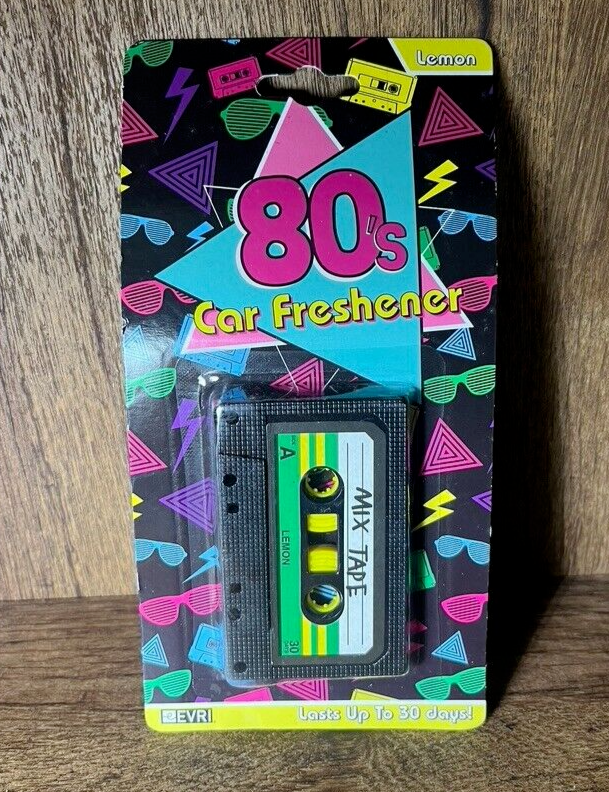 Lemon
80's
Car Freshener
A
MIX TAPE
LEMON
30
EVRI
Lasts Up To 30 days!